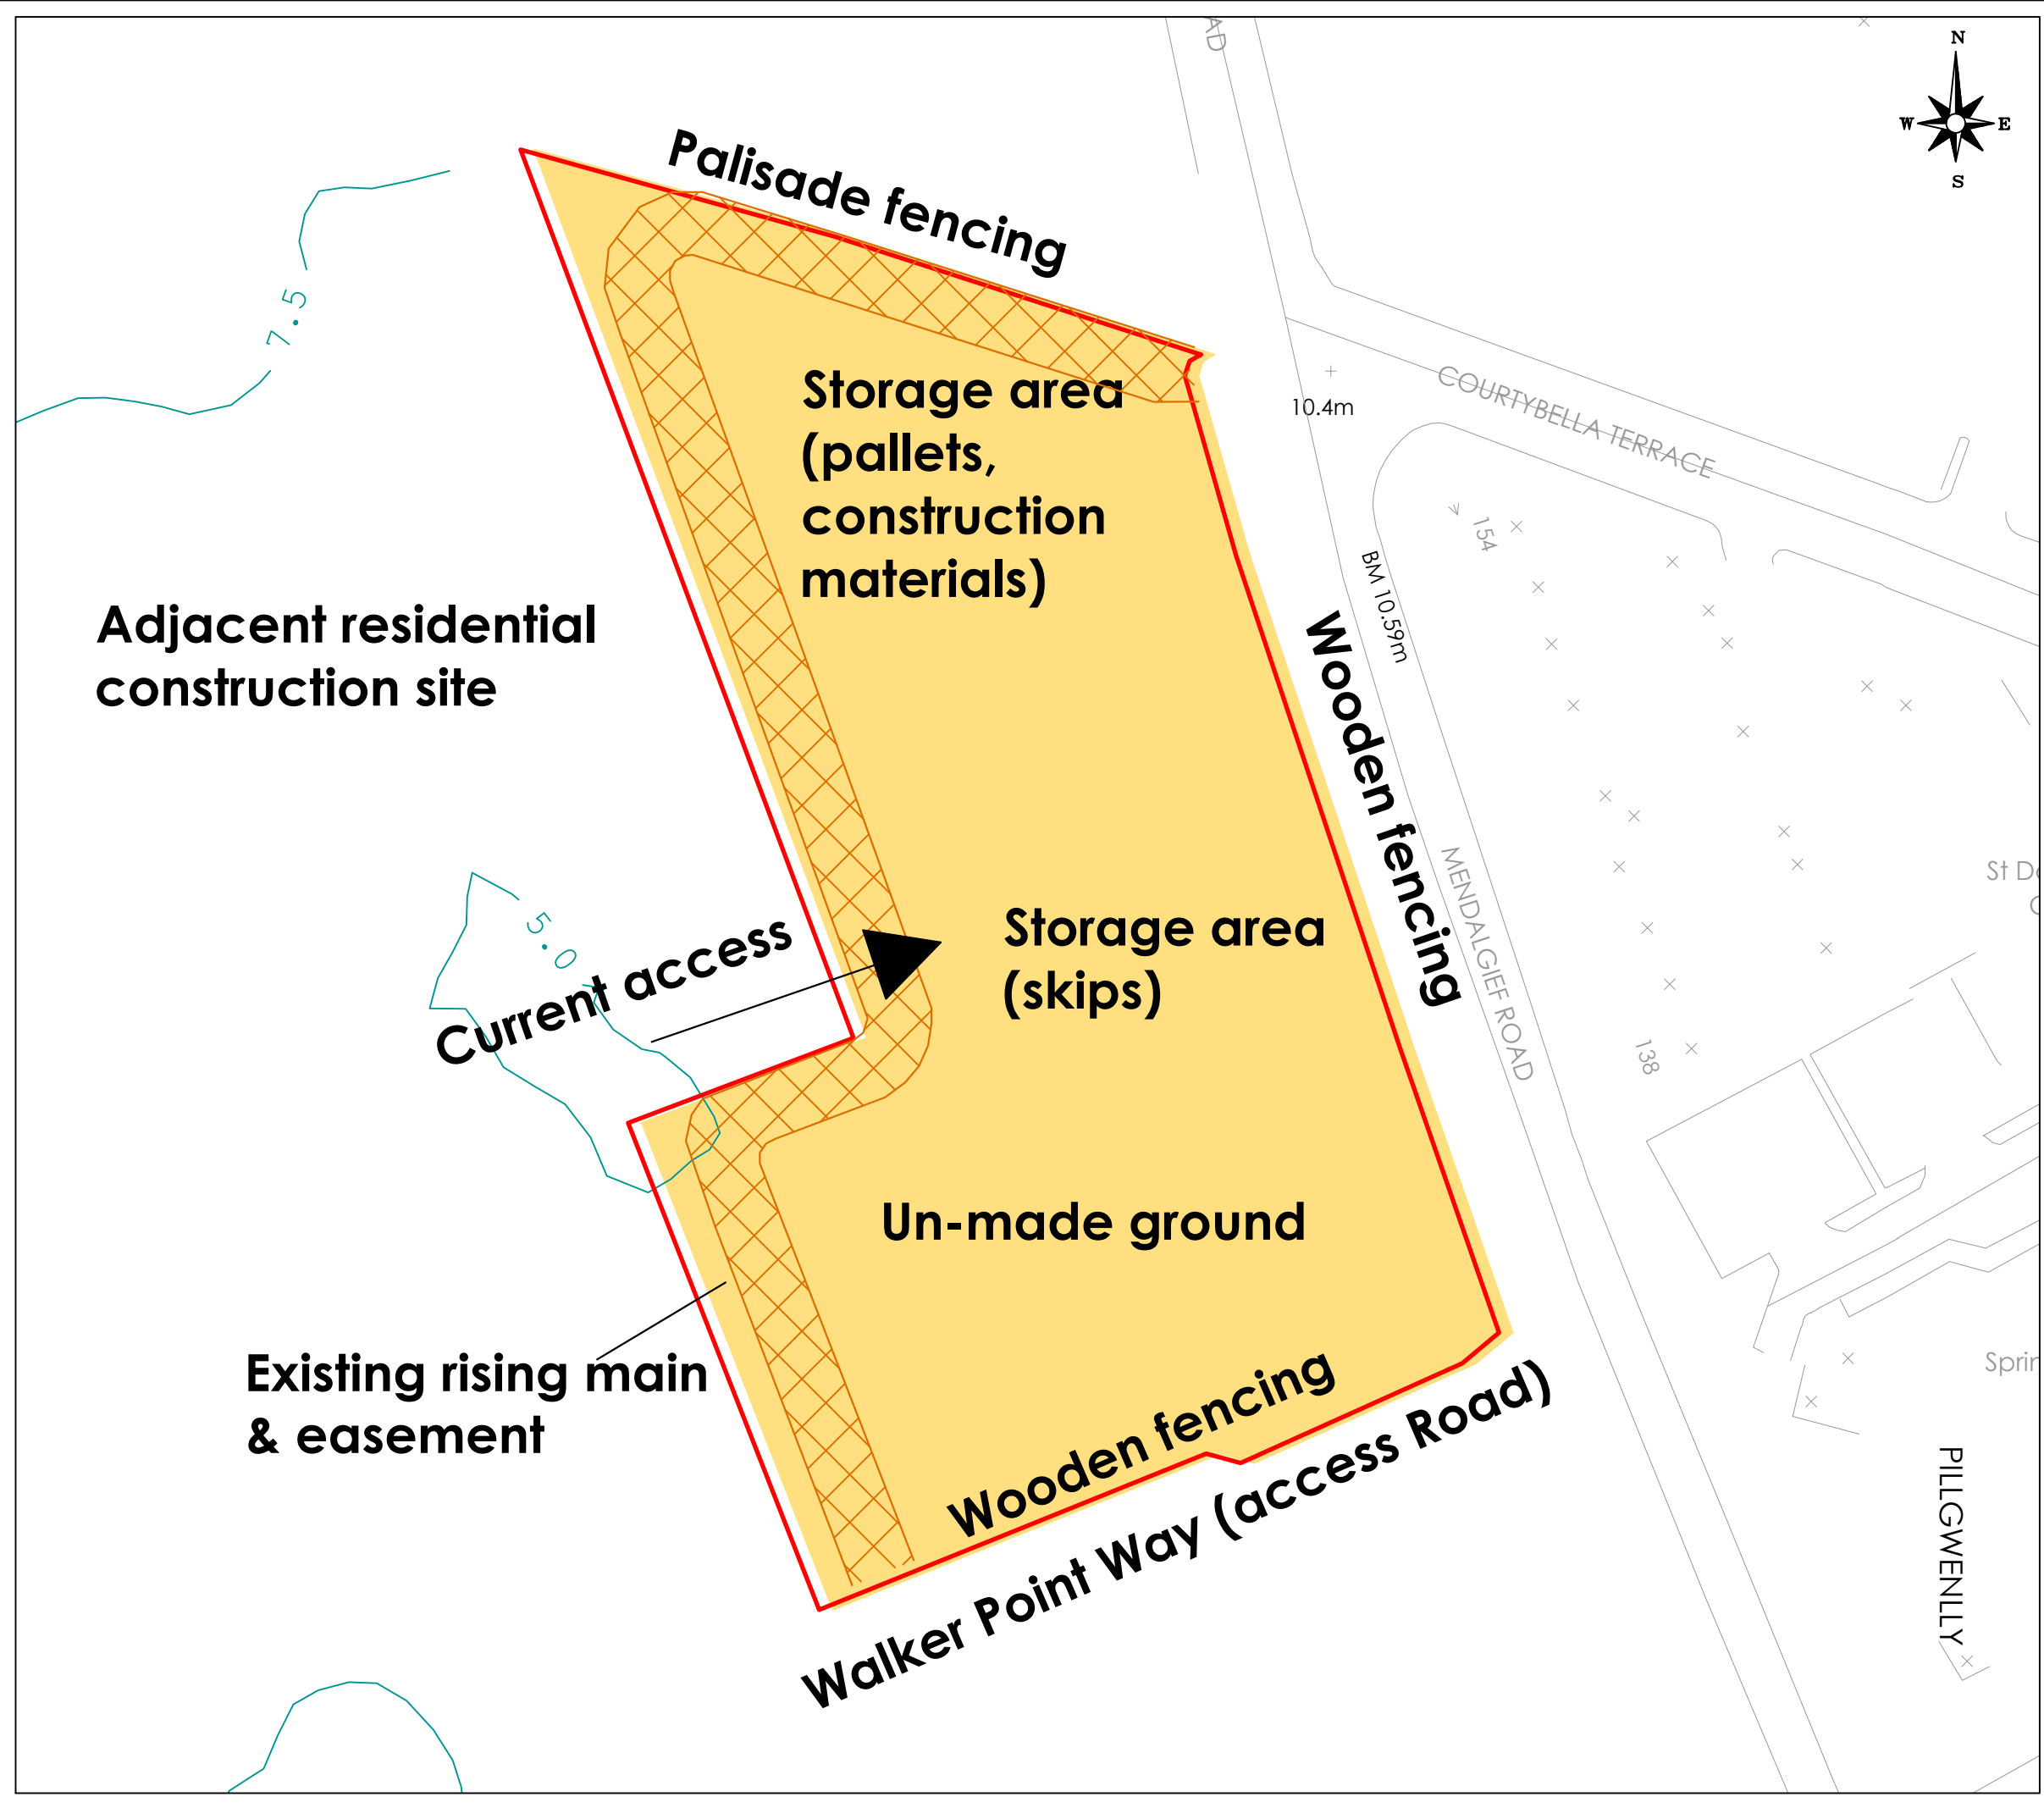 AD
N
W
E
S
Palisade fencing
7.5
Storage area
(pallets,
construction
materials)
10.4m
COURTYBELLA TERRACE
154
BM 10.59m
Adjacent residential
construction site
Wooden fencing
MENDALGIEF ROAD
St D
5.0
Current access
Storage area
(skips)
138
Un-made ground
Existing rising main
& easement
Wooden fencing
Walker Point Way (access Road)
Sprin
PILLGWENLLY